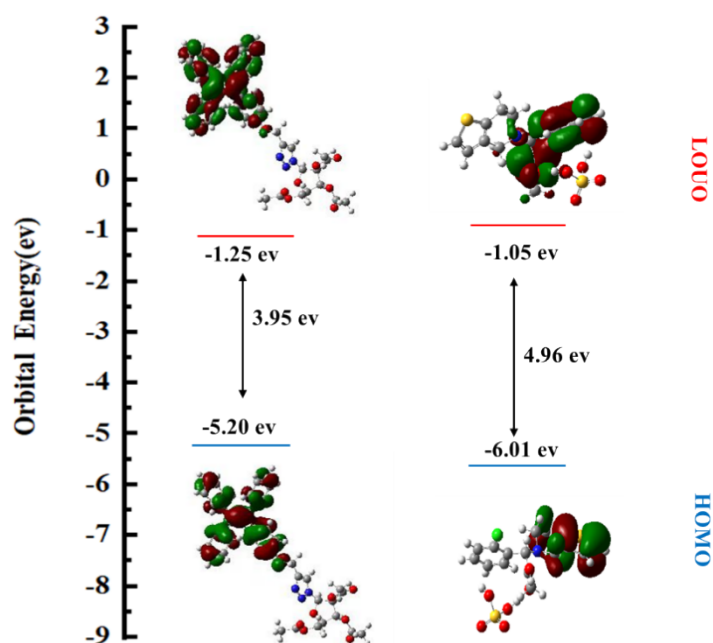 Orbital Energy(ev)
3
2
1
0
-1
-2
-3
-4
-5
-6
-7
-8
-9
-1.25 ev
3.95 ev
-5.20 ev
-1.05 ev
4.96 ev
-6.01 ev
LOUO
HOMO